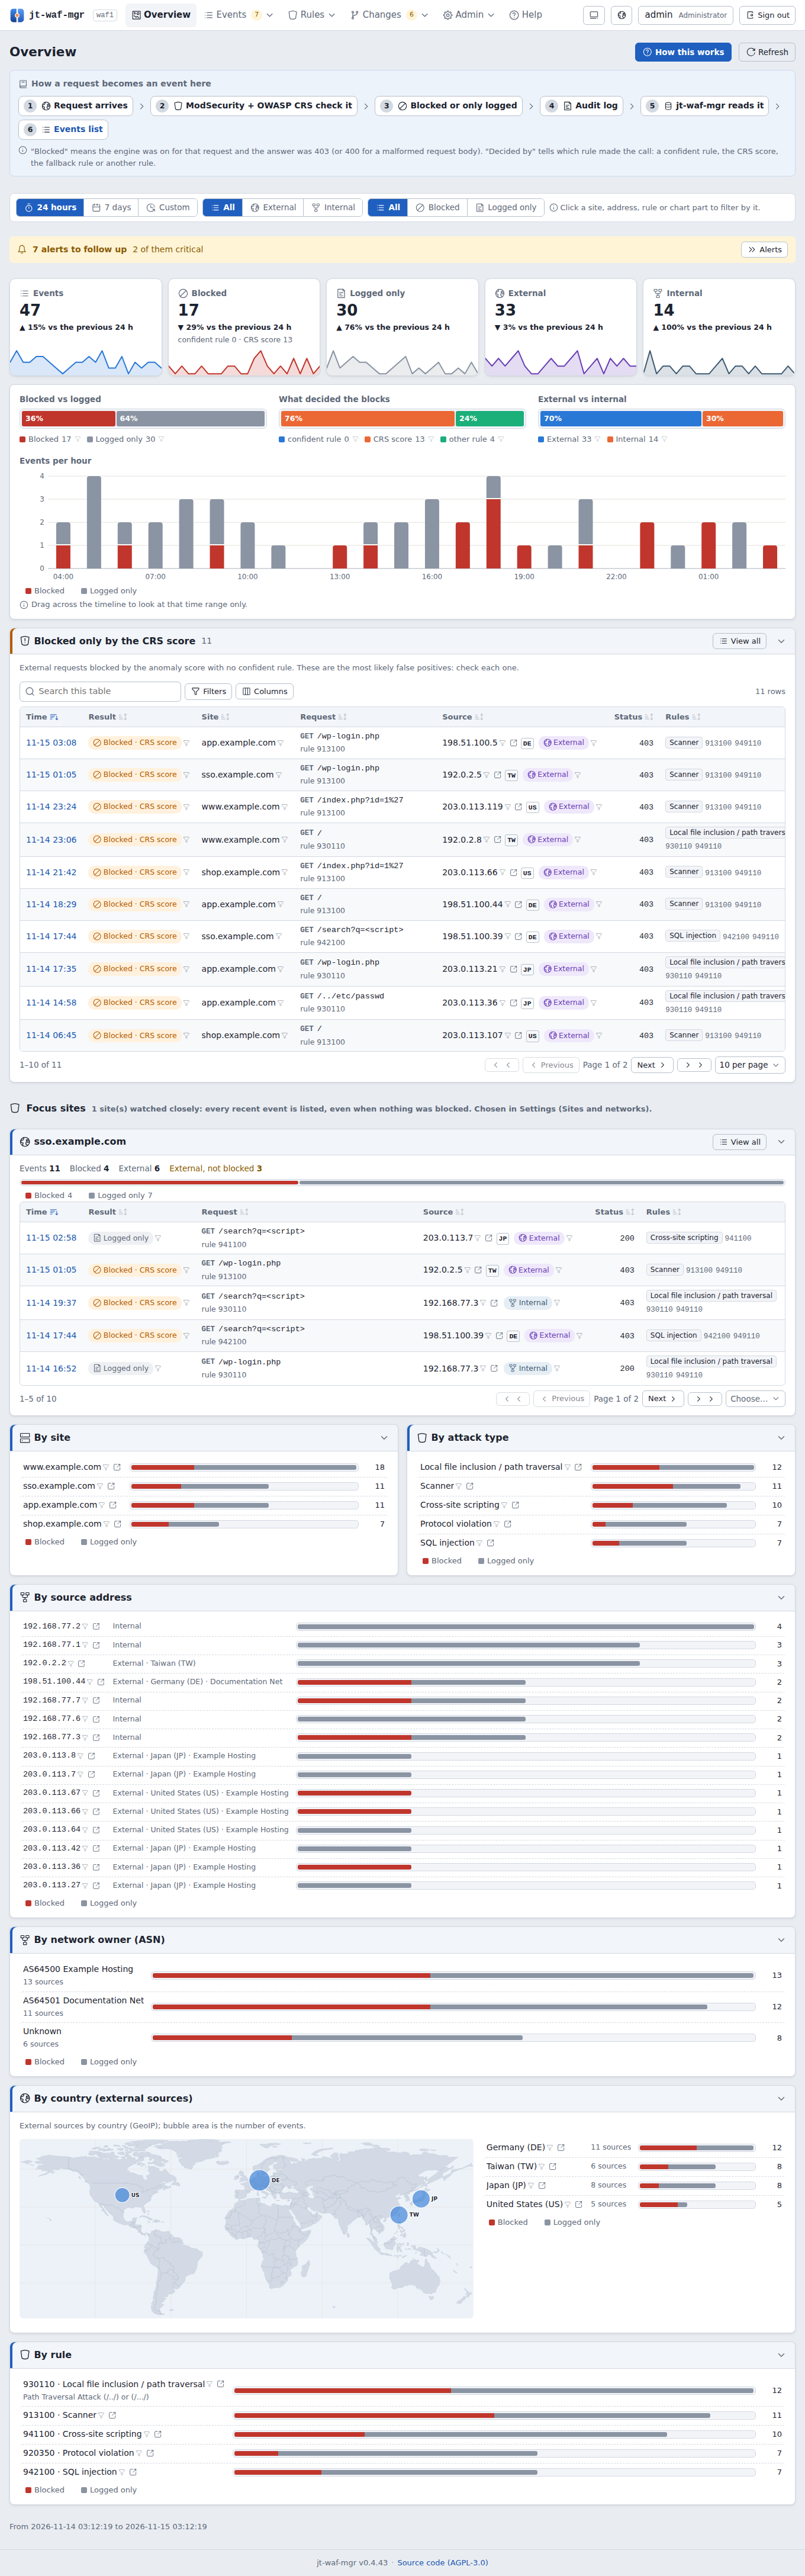 jt-waf-mgr waf1 Overview Events 7 Rules Changes 6 Admin Help admin Administrator Sign out
Overview How this works Refresh
How a request becomes an event here
1 Request arrives 2 ModSecurity + OWASP CRS check it 3 Blocked or only logged 4 Audit log 5 jt-waf-mgr reads it
6 Events list
"Blocked" means the engine was on for that request and the answer was 403 (or 400 for a malformed request body). "Decided by" tells which rule made the call: a confident rule, the CRS score,
the fallback rule or another rule.
24 hours 7 days Custom All External Internal All Blocked Logged only Click a site, address, rule or chart part to filter by it.
7 alerts to follow up 2 of them critical Alerts
Events Blocked Logged only External Internal
47 17 30 33 14
▲ 15% vs the previous 24 h ▼ 29% vs the previous 24 h ▲ 76% vs the previous 24 h ▼ 3% vs the previous 24 h ▲ 100% vs the previous 24 h
confident rule 0 · CRS score 13
Blocked vs logged What decided the blocks External vs internal
36% 64% 76% 24% 70% 30%
Blocked 17 Logged only 30 confident rule 0 CRS score 13 other rule 4 External 33 Internal 14
Events per hour
4
3
2
1
0
04:00 07:00 10:00 13:00 16:00 19:00 22:00 01:00
Blocked Logged only
Drag across the timeline to look at that time range only.
Blocked only by the CRS score 11 View all
External requests blocked by the anomaly score with no confident rule. These are the most likely false positives: check each one.
Search this table Filters Columns 11 rows
Time Result Site Request Source Status Rules
11-15 03:08 Blocked · CRS score app.example.com GET /wp-login.php rule 913100 198.51.100.5 DE External 403 Scanner 913100 949110
11-15 01:05 Blocked · CRS score sso.example.com GET /wp-login.php rule 913100 192.0.2.5 TW External 403 Scanner 913100 949110
11-14 23:24 Blocked · CRS score www.example.com GET /index.php?id=1%27 rule 913100 203.0.113.119 US External 403 Scanner 913100 949110
11-14 23:06 Blocked · CRS score www.example.com GET / rule 930110 192.0.2.8 TW External 403 Local file inclusion / path travers 930110 949110
11-14 21:42 Blocked · CRS score shop.example.com GET /index.php?id=1%27 rule 913100 203.0.113.66 US External 403 Scanner 913100 949110
11-14 18:29 Blocked · CRS score app.example.com GET / rule 913100 198.51.100.44 DE External 403 Scanner 913100 949110
11-14 17:44 Blocked · CRS score sso.example.com GET /search?q=<script> rule 942100 198.51.100.39 DE External 403 SQL injection 942100 949110
11-14 17:35 Blocked · CRS score app.example.com GET /wp-login.php rule 930110 203.0.113.21 JP External 403 Local file inclusion / path travers 930110 949110
11-14 14:58 Blocked · CRS score app.example.com GET /../etc/passwd rule 930110 203.0.113.36 JP External 403 Local file inclusion / path travers 930110 949110
11-14 06:45 Blocked · CRS score shop.example.com GET / rule 913100 203.0.113.107 US External 403 Scanner 913100 949110
1–10 of 11 Previous Page 1 of 2 Next 10 per page
Focus sites 1 site(s) watched closely: every recent event is listed, even when nothing was blocked. Chosen in Settings (Sites and networks).
sso.example.com View all
Events 11 Blocked 4 External 6 External, not blocked 3
Blocked 4 Logged only 7
Time Result Request Source Status Rules
11-15 02:58 Logged only GET /search?q=<script> rule 941100 203.0.113.7 JP External 200 Cross-site scripting 941100
11-15 01:05 Blocked · CRS score GET /wp-login.php rule 913100 192.0.2.5 TW External 403 Scanner 913100 949110
11-14 19:37 Blocked · CRS score GET /search?q=<script> rule 930110 192.168.77.3 Internal 403 Local file inclusion / path traversal 930110 949110
11-14 17:44 Blocked · CRS score GET /search?q=<script> rule 942100 198.51.100.39 DE External 403 SQL injection 942100 949110
11-14 16:52 Logged only GET /wp-login.php rule 930110 192.168.77.3 Internal 200 Local file inclusion / path traversal 930110 949110
1–5 of 10 Previous Page 1 of 2 Next Choose...
By site
www.example.com 18
sso.example.com 11
app.example.com 11
shop.example.com 7
Blocked Logged only
By attack type
Local file inclusion / path traversal 12
Scanner 11
Cross-site scripting 10
Protocol violation 7
SQL injection 7
Blocked Logged only
By source address
192.168.77.2 Internal 4
192.168.77.1 Internal 3
192.0.2.2 External · Taiwan (TW) 3
198.51.100.44 External · Germany (DE) · Documentation Net 2
192.168.77.7 Internal 2
192.168.77.6 Internal 2
192.168.77.3 Internal 2
203.0.113.8 External · Japan (JP) · Example Hosting 1
203.0.113.7 External · Japan (JP) · Example Hosting 1
203.0.113.67 External · United States (US) · Example Hosting 1
203.0.113.66 External · United States (US) · Example Hosting 1
203.0.113.64 External · United States (US) · Example Hosting 1
203.0.113.42 External · Japan (JP) · Example Hosting 1
203.0.113.36 External · Japan (JP) · Example Hosting 1
203.0.113.27 External · Japan (JP) · Example Hosting 1
Blocked Logged only
By network owner (ASN)
AS64500 Example Hosting 13
13 sources
AS64501 Documentation Net 12
11 sources
Unknown 8
6 sources
Blocked Logged only
By country (external sources)
External sources by country (GeoIP); bubble area is the number of events.
US DE JP TW
Germany (DE) 11 sources 12
Taiwan (TW) 6 sources 8
Japan (JP) 8 sources 8
United States (US) 5 sources 5
Blocked Logged only
By rule
930110 · Local file inclusion / path traversal 12
Path Traversal Attack (/../) or (/.../)
913100 · Scanner 11
941100 · Cross-site scripting 10
920350 · Protocol violation 7
942100 · SQL injection 7
Blocked Logged only
From 2026-11-14 03:12:19 to 2026-11-15 03:12:19
jt-waf-mgr v0.4.43 · Source code (AGPL-3.0)